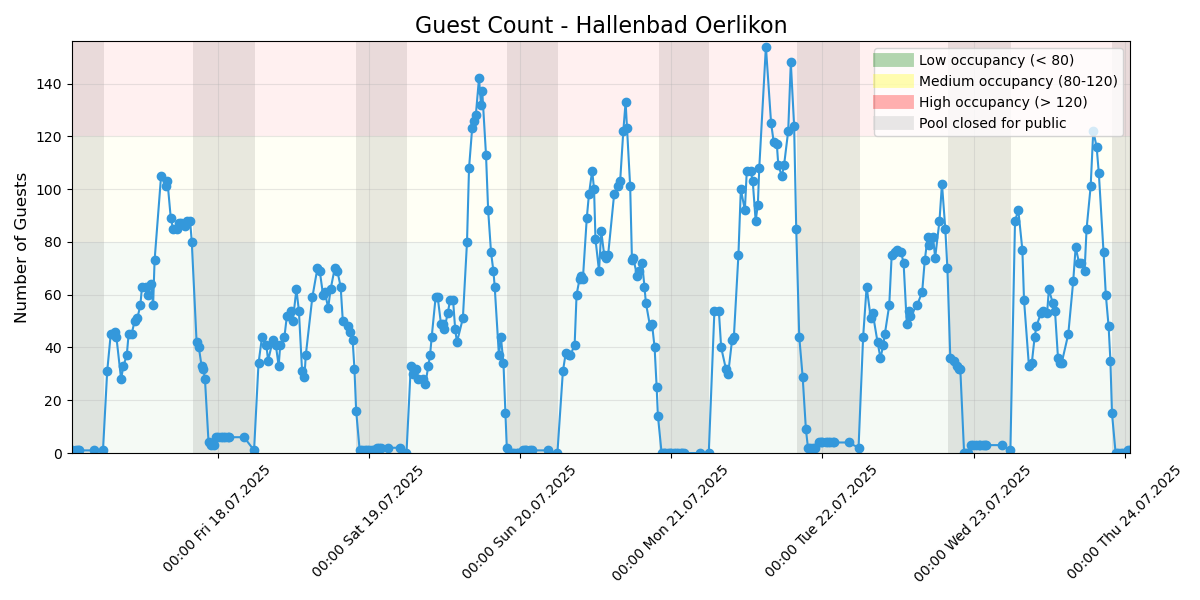 Guest Count - Hallenbad Oerlikon
Number of Guests
140
120
100
80
60
40
20
0
Low occupancy (< 80)
Medium occupancy (80-120)
High occupancy (> 120)
Pool closed for public
00:00 Fri 18.07.2025
00:00 Sat 19.07.2025
00:00 Sun 20.07.2025
00:00 Mon 21.07.2025
00:00 Tue 22.07.2025
00:00 Wed 23.07.2025
00:00 Thu 24.07.2025